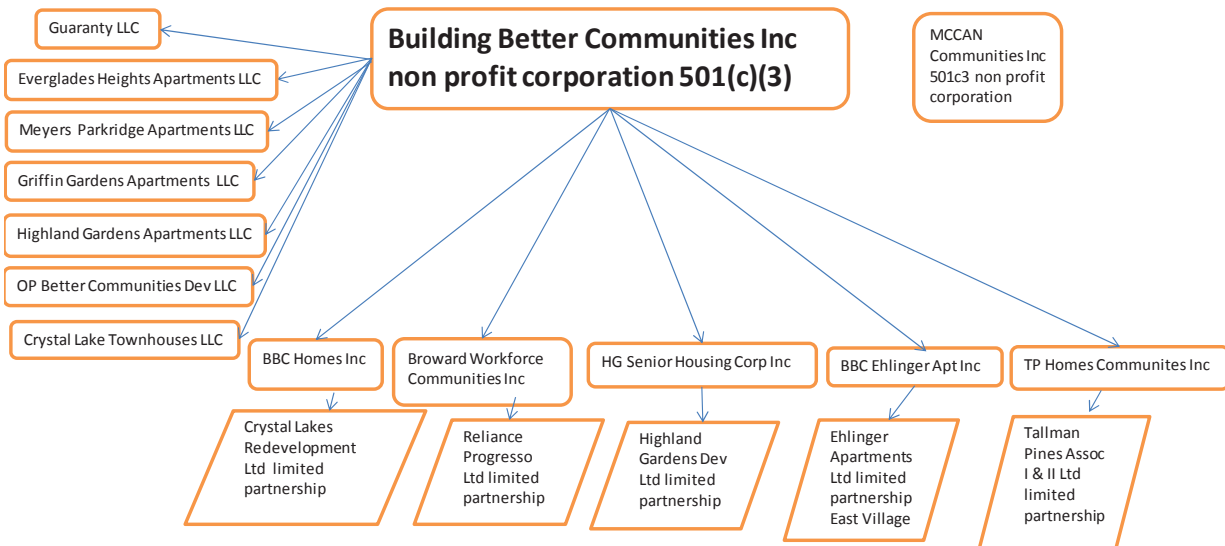 Guaranty LLC
Everglades Heights Apartments LLC
Meyers Parkridge Apartments LLC
Griffin Gardens Apartments LLC
Highland Gardens Apartments LLC
OP Better Communities Dev LLC
Crystal Lake Townhouses LLC
Building Better Communities Inc
non profit corporation 501(c)(3)
MCCAN
Communities Inc
501c3 non profit
corporation
BBC Homes Inc
Broward Workforce
Communities Inc
HG Senior Housing Corp Inc
BBC Ehlinger Apt Inc
TP Homes Communites Inc
Crystal Lakes
Redevelopment
Ltd limited
partnership
Reliance
Progresso
Ltd limited
partnership
Highland
Gardens Dev
Ltd limited
partnership
Ehlinger
Apartments
Ltd limited
partnership
East Village
Tallman
Pines Assoc
I & II Ltd
limited
partnership